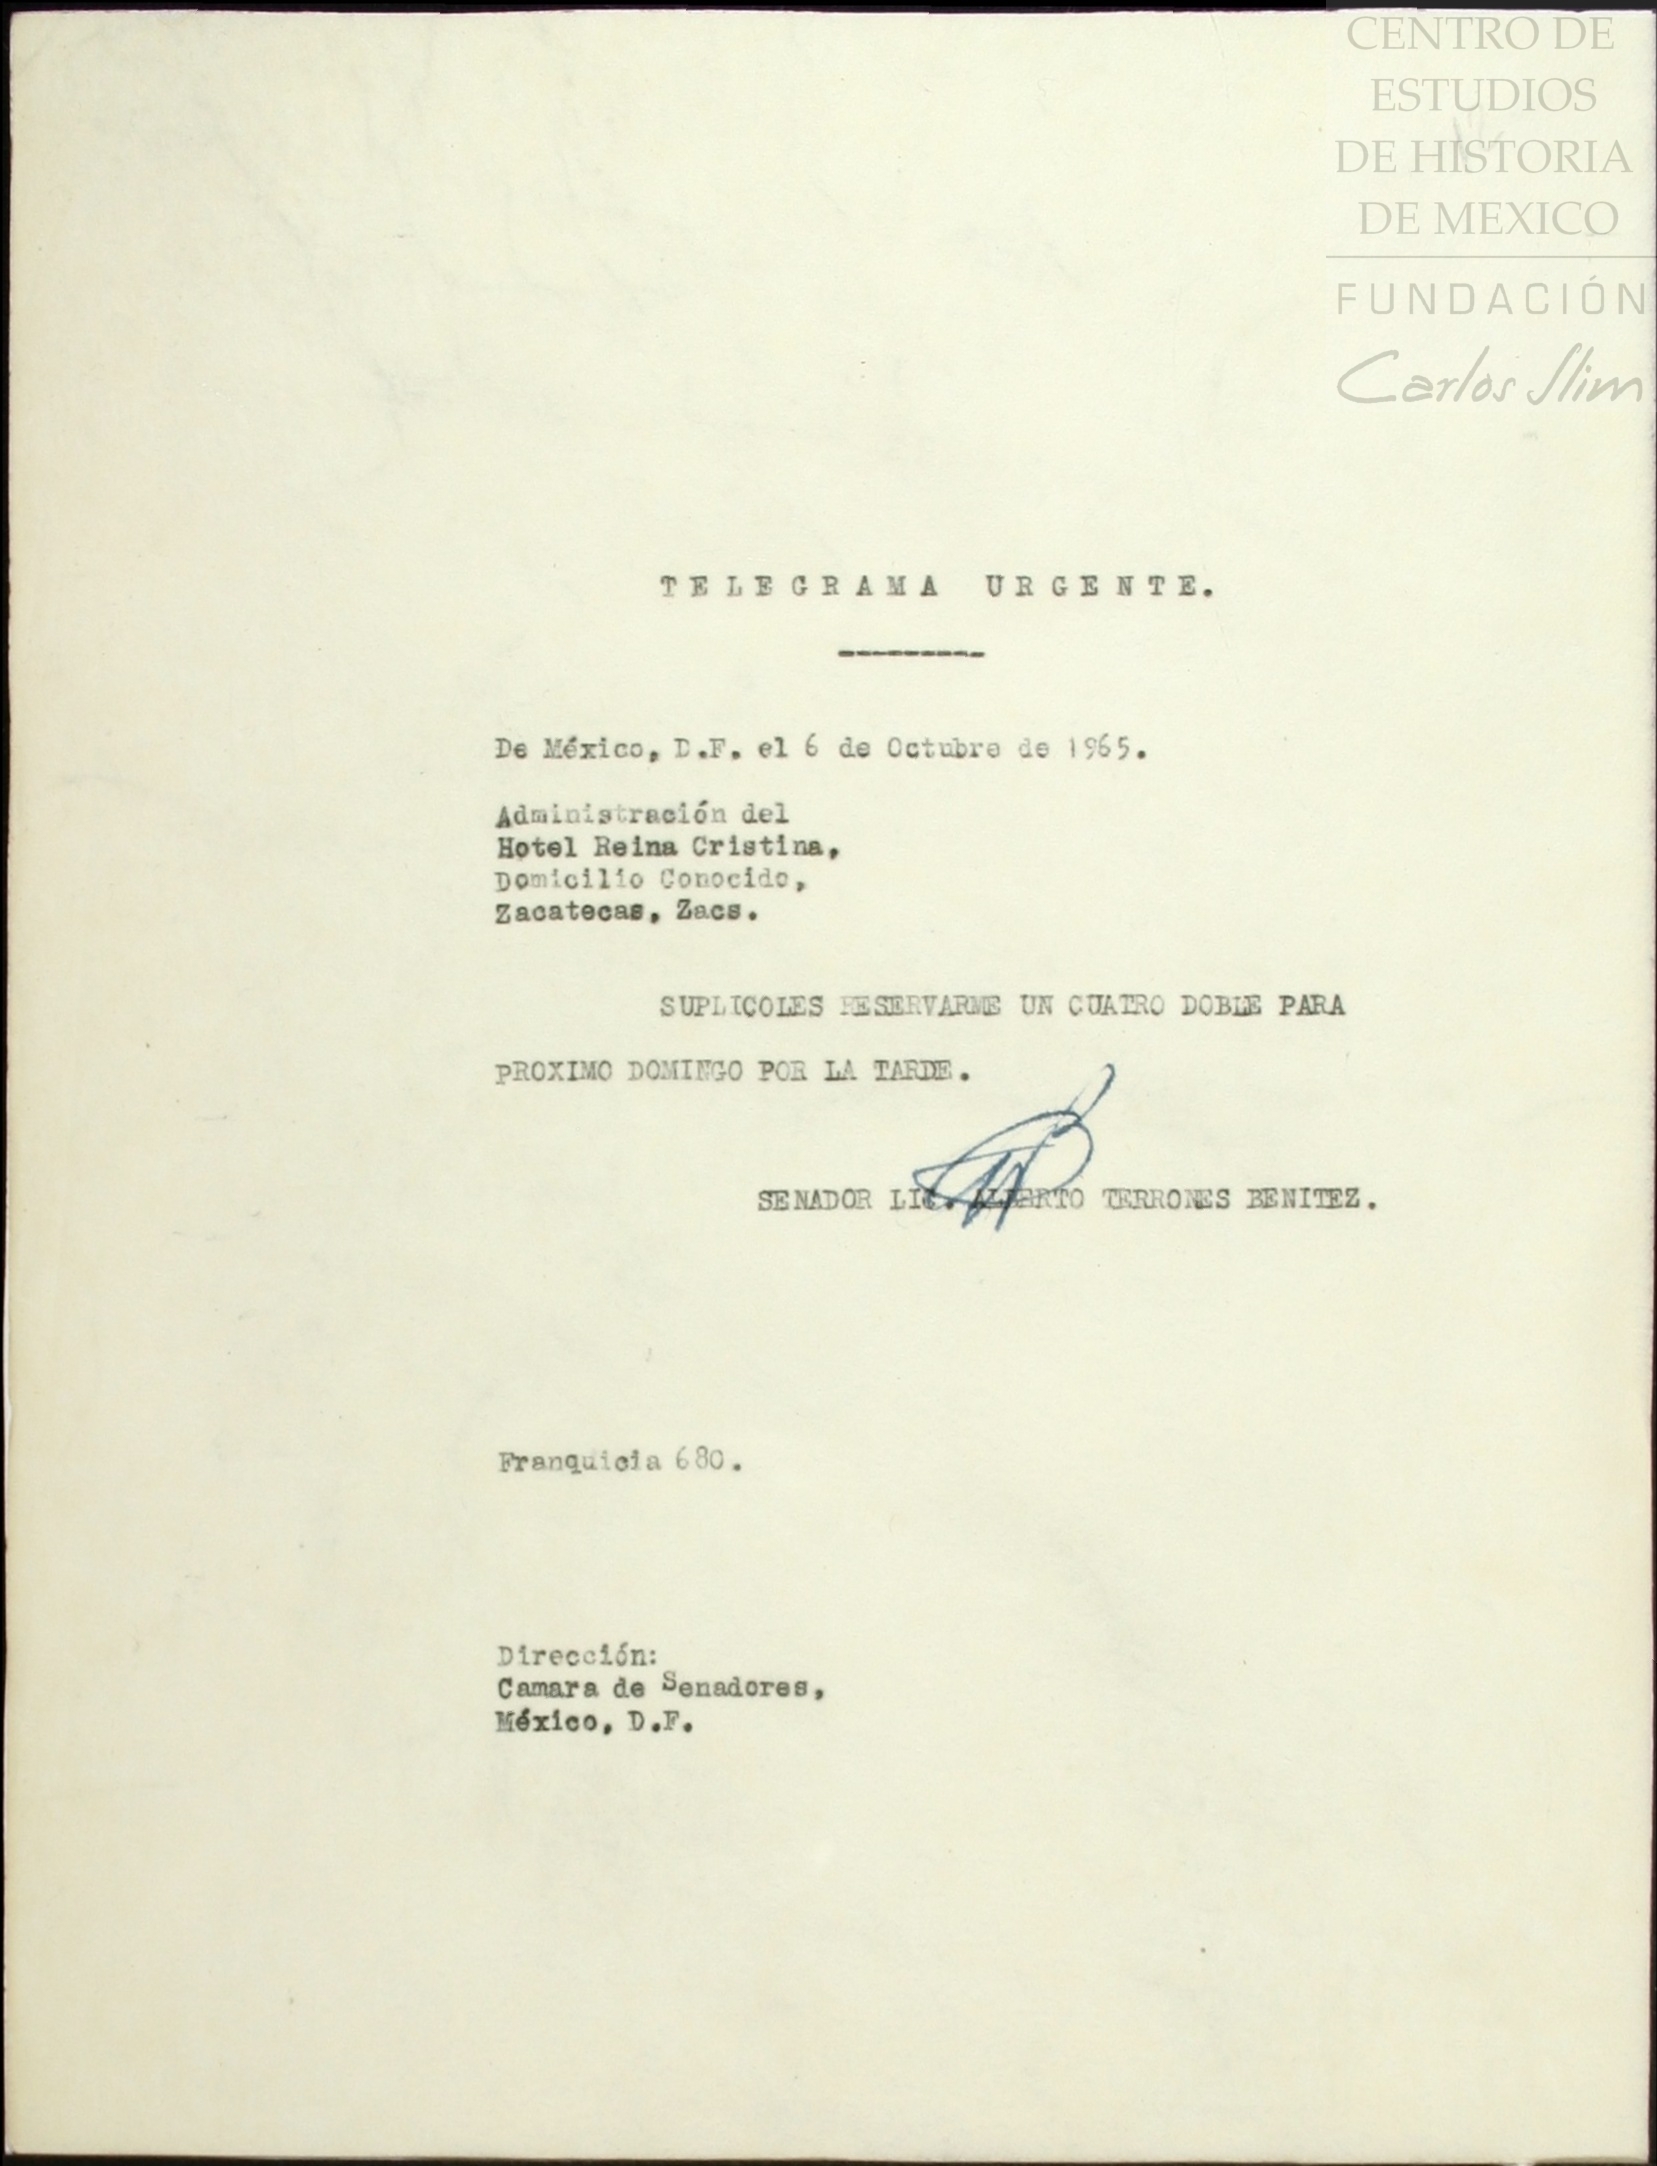 CENTRO DE
ESTUDIOS
DE HISTORIA
DE MEXICO
FUNDACIÓN
Carlos Slim
TELEGRAMA URGENTE.
De México, D.F. el 6 de Octubre de 1965.
Administración del
Hotel Reina Cristina,
Domicilio Conocido,
Zacatecas, Zacs.
SUPLICOLES RESERVARME UN CUATRO DOBLE PARA
PROXIMO DOMINGO POR LA TARDE.
SENADOR LIC. ALBERTO TERRONES BENITEZ.
Franquicia 680.
Dirección:
Camara de Senadores,
México, D.F.